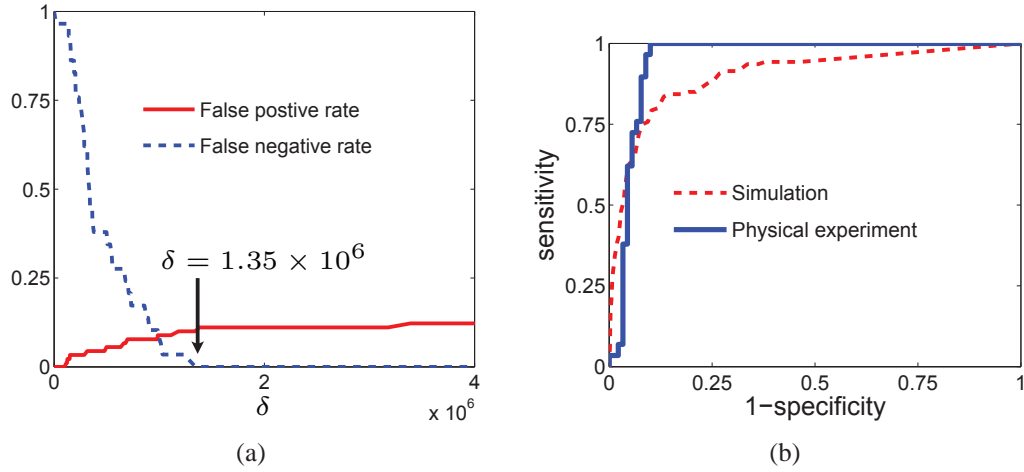 1
0.75
0.5
0.25
0
0
2
4
x 10^6
δ
False postive rate
False negative rate
δ = 1.35 × 10^6
(a)
1
0.75
0.5
0.25
0
0
0.25
0.5
0.75
1
sensitivity
1−specificity
Simulation
Physical experiment
(b)